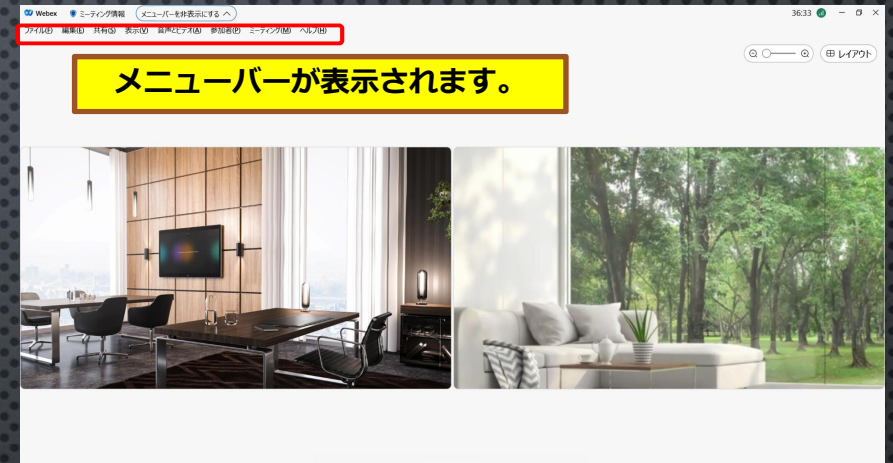 Webex ミーティング情報 メニューバーを非表示にする 36:33
ファイル(F) 編集(E) 共有(S) 表示(V) 音声とビデオ(A) 参加者(P) ミーティング(M) ヘルプ(H)
レイアウト
メニューバーが表示されます。